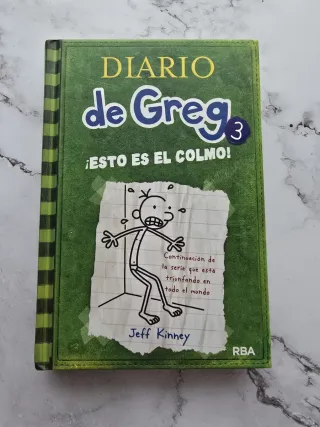 DIARIO
de Greg 3
¡ESTO ES EL COLMO!
Continuación de
la serie que está
triunfando en
todo el mundo
Jeff Kinney
RBA